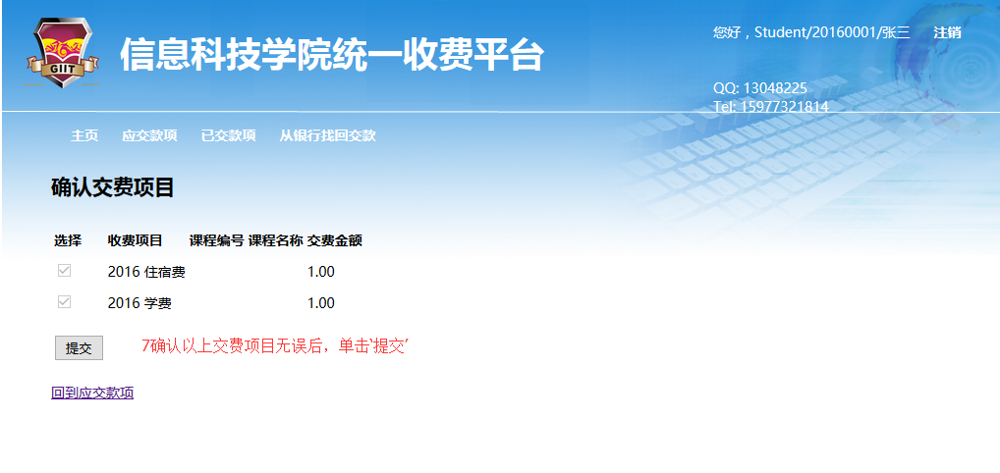 GIIT
信息科技学院统一收费平台
您好，Student/20160001/张三 注销
QQ: 13048225
Tel: 15977321814
主页 应交款项 已交款项 从银行找回交款
确认交费项目
选择 收费项目 课程编号 课程名称 交费金额
2016 住宿费 1.00
2016 学费 1.00
提交 7确认以上交费项目无误后，单击‘提交’
回到应交款项